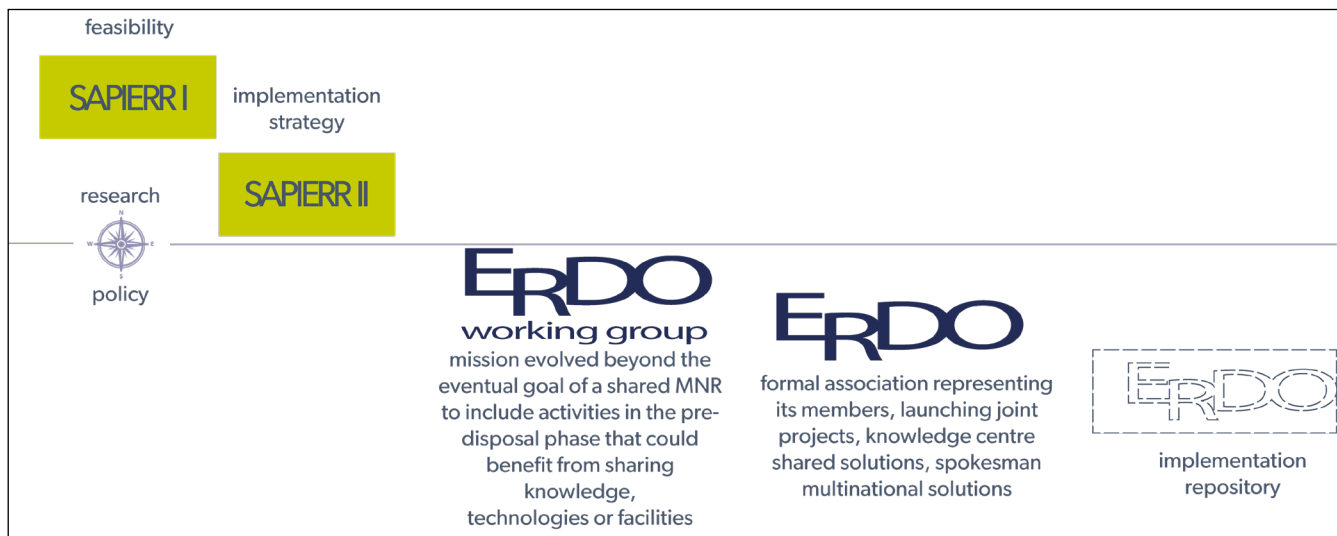 feasibility
SAPIERR I
implementation
strategy
SAPIERR II
research
N
W
E
S
policy
ERDO
working group
mission evolved beyond the
eventual goal of a shared MNR
to include activities in the pre-
disposal phase that could
benefit from sharing
knowledge,
technologies or facilities
ERDO
formal association representing
its members, launching joint
projects, knowledge centre
shared solutions, spokesman
multinational solutions
ERDO
implementation
repository